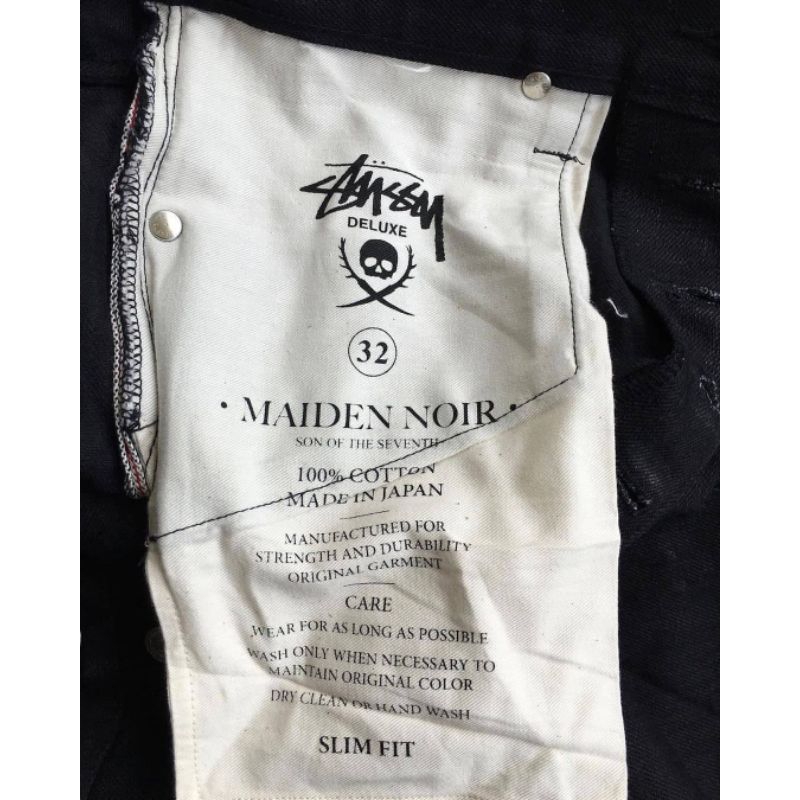 STÜSSY
DELUXE
32
• MAIDEN NOIR •
SON OF THE SEVENTH
100% COTTON
MADE IN JAPAN
MANUFACTURED FOR
STRENGTH AND DURABILITY
ORIGINAL GARMENT
CARE
WEAR FOR AS LONG AS POSSIBLE
WASH ONLY WHEN NECESSARY TO
MAINTAIN ORIGINAL COLOR
DRY CLEAN OR HAND WASH
SLIM FIT